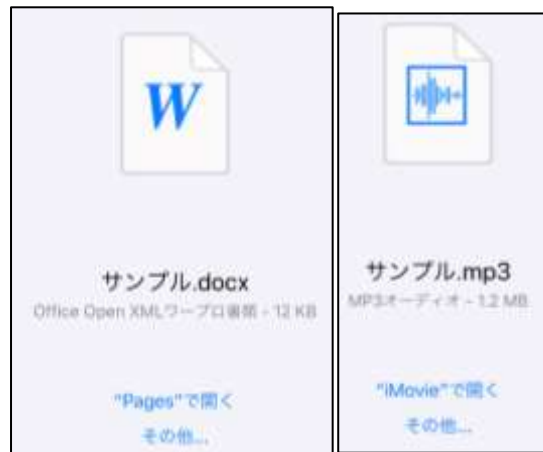 W
サンプル.docx
Office Open XMLワープロ書類 - 12 KB
"Pages"で開く
その他...
サンプル.mp3
MP3オーディオ - 1.2 MB
"iMovie"で開く
その他...